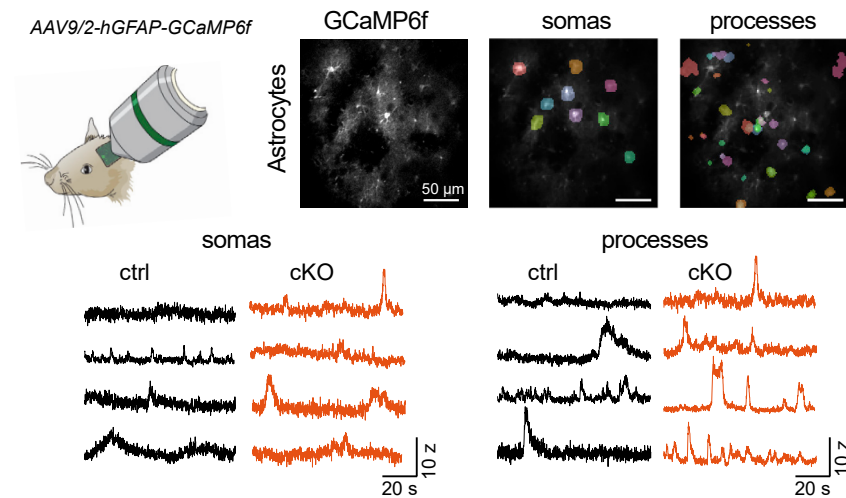 AAV9/2-hGFAP-GCaMP6f
GCaMP6f
somas
processes
Astrocytes
50 µm
somas
processes
ctrl
cKO
ctrl
cKO
10 z
20 s
10 z
20 s